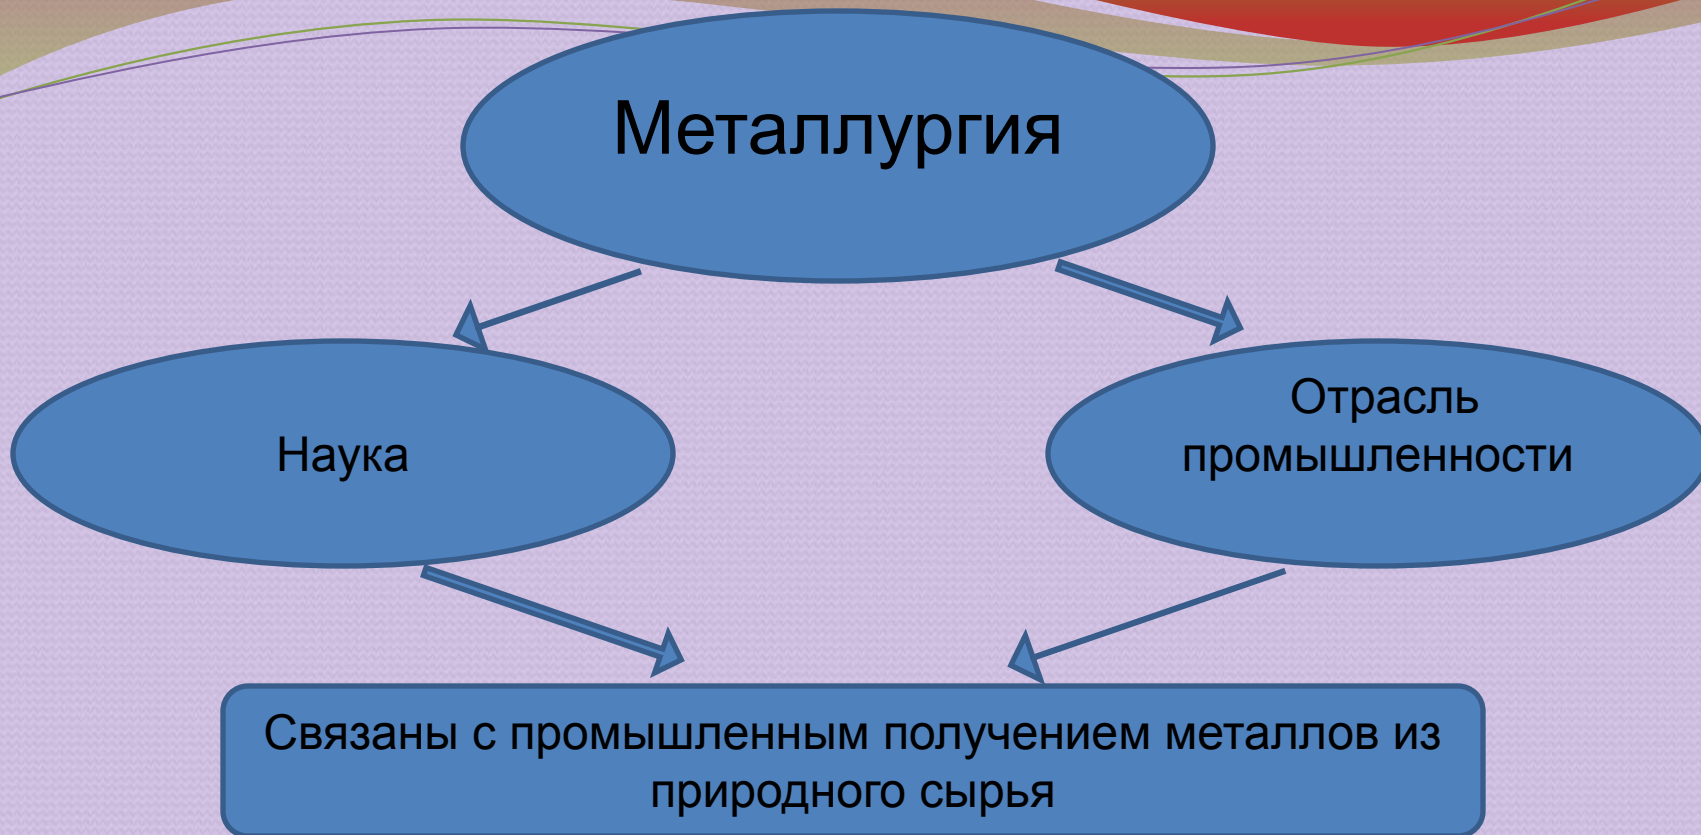 Металлургия
Наука
Отрасль
промышленности
Связаны с промышленным получением металлов из
природного сырья